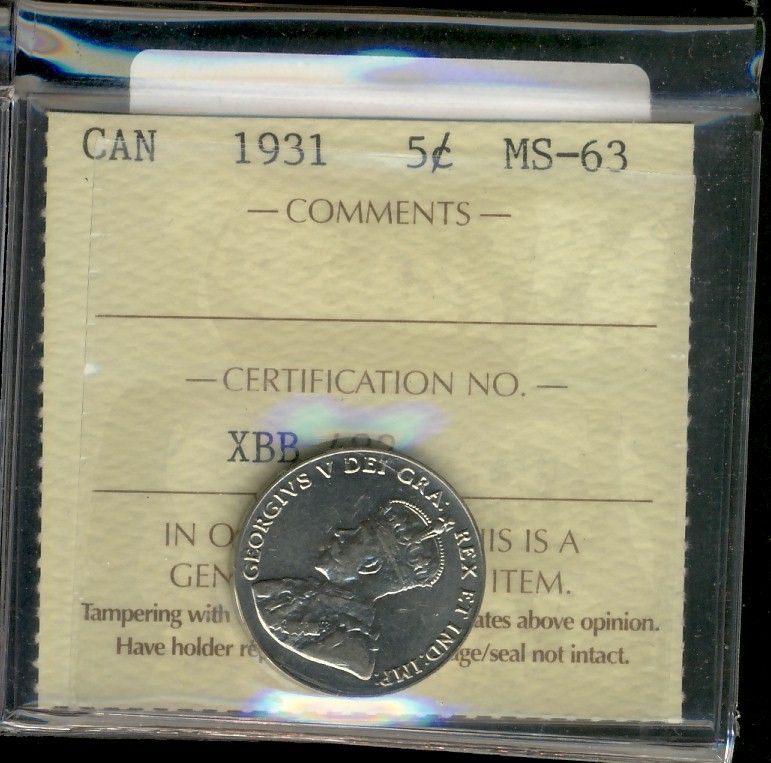 CAN 1931 5¢ MS-63
— COMMENTS —
— CERTIFICATION NO. —
XBB
GEORGIVS V DEI GRA: REX ET IND: IMP:
IN O IS IS A
GEN ITEM.
Tampering with ates above opinion.
Have holder re ge/seal not intact.